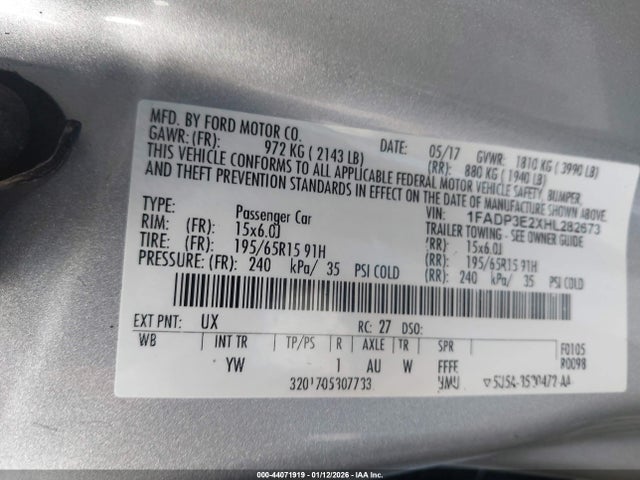 MFD. BY FORD MOTOR CO.
DATE: 05/17 GVWR: 1810 KG ( 3990 LB)
GAWR: (FR): 972 KG ( 2143 LB) (RR): 880 KG ( 1940 LB)
THIS VEHICLE CONFORMS TO ALL APPLICABLE FEDERAL MOTOR VEHICLE SAFETY, BUMPER,
AND THEFT PREVENTION STANDARDS IN EFFECT ON THE DATE OF MANUFACTURE SHOWN ABOVE.
VIN: 1FADP3E2XHL282673
TYPE: Passenger Car TRAILER TOWING - SEE OWNER GUIDE
RIM: (FR): 15x6.0J (RR): 15x6.0J
TIRE: (FR): 195/65R15 91H (RR): 195/65R15 91H
PRESSURE: (FR): 240 kPa/ 35 PSI COLD (RR): 240 kPa/ 35 PSI COLD
EXT PNT: UX RC: 27 DSO:
WB INT TR TP/PS R AXLE TR SPR F0105
YW 1 AU W FFFF R0098
3201705307733
000-44071919 - 01/12/2026 - IAA Inc.